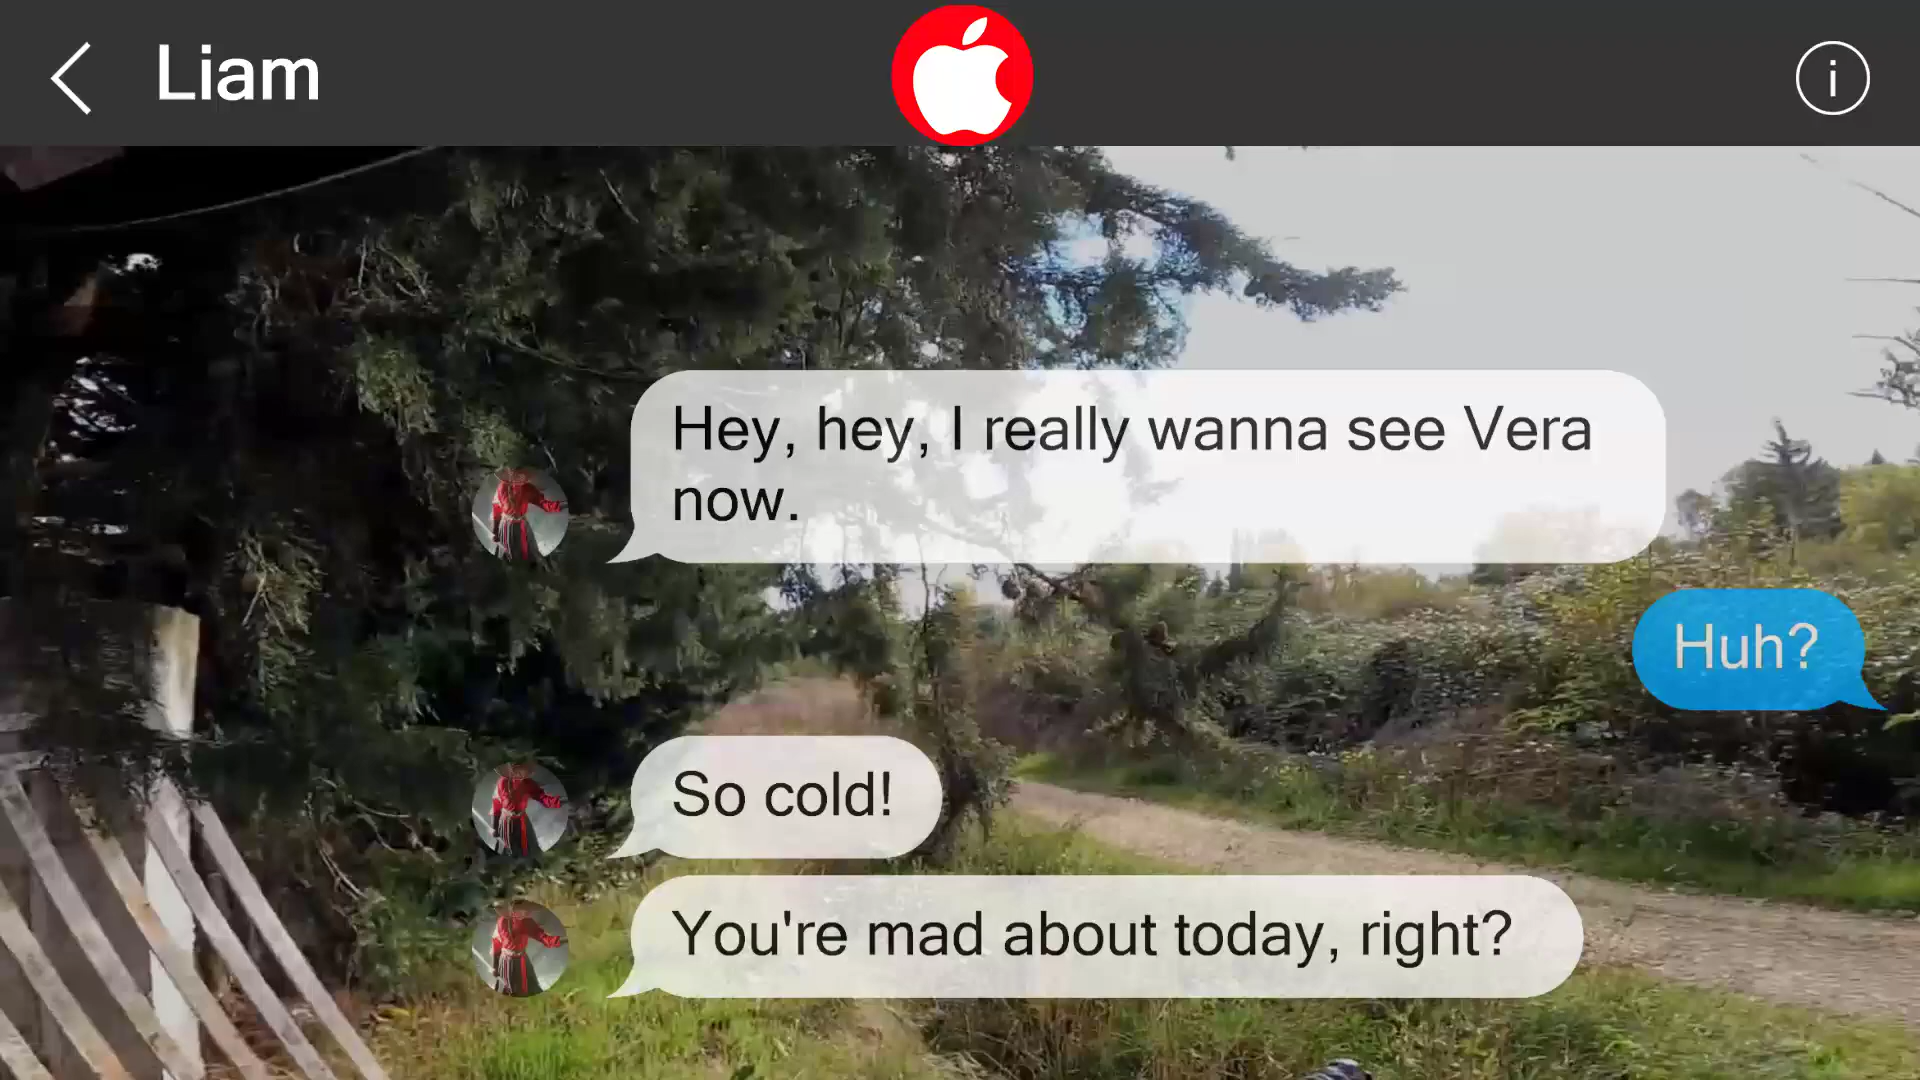 Liam
Hey, hey, I really wanna see Vera
now.
Huh?
So cold!
You're mad about today, right?